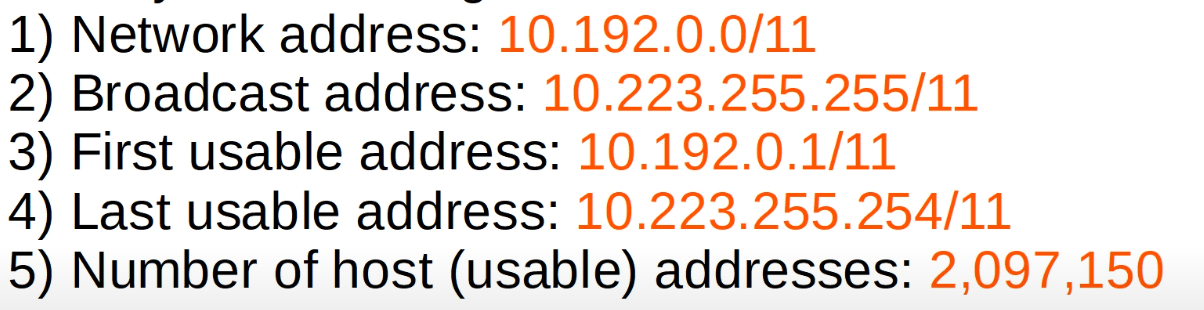 1) Network address: 10.192.0.0/11
2) Broadcast address: 10.223.255.255/11
3) First usable address: 10.192.0.1/11
4) Last usable address: 10.223.255.254/11
5) Number of host (usable) addresses: 2,097,150